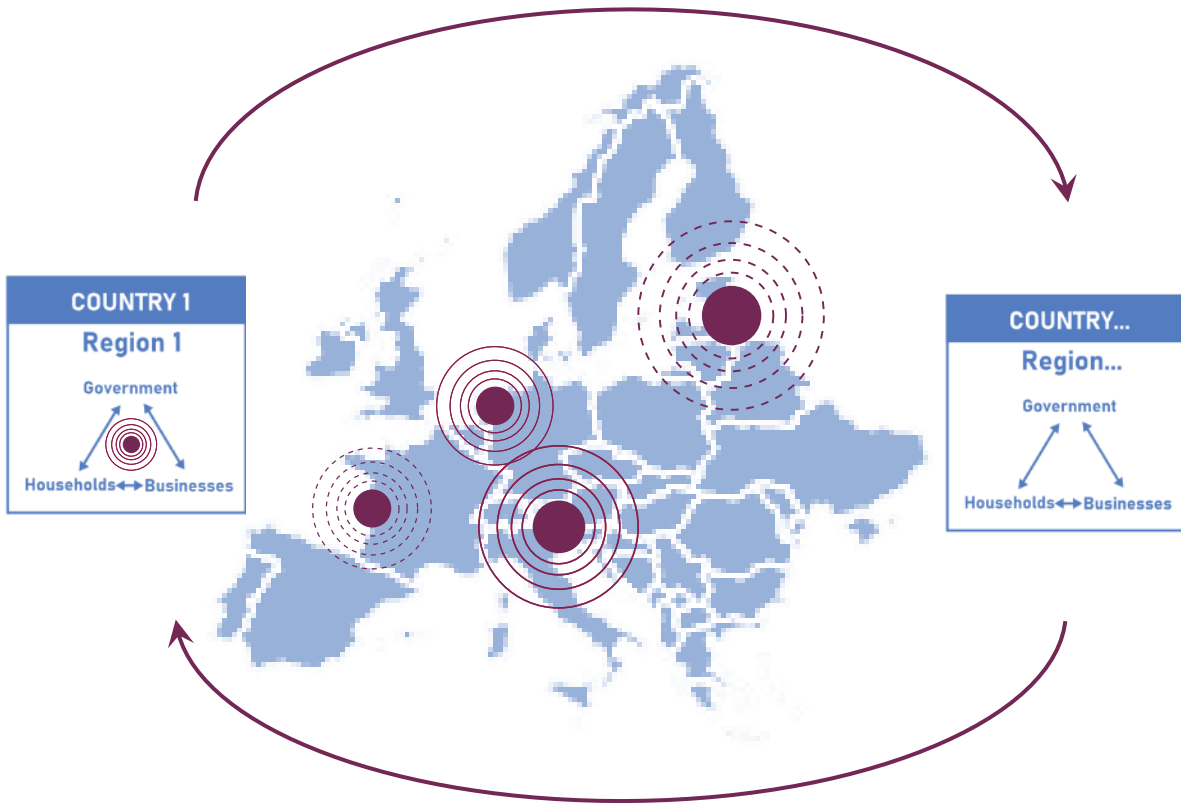 COUNTRY 1
Region 1
Government
Households
Businesses
COUNTRY...
Region...
Government
Households
Businesses